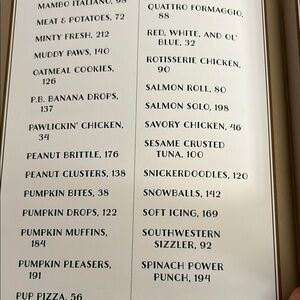 MAMBO ITALIANO, 98
MEAT & POTATOES, 72
MINTY FRESH, 212
MUDDY PAWS, 140
OATMEAL COOKIES,
126
P.B. BANANA DROPS,
137
PAWLICKIN' CHICKEN,
34
PEANUT BRITTLE, 176
PEANUT CLUSTERS, 138
PUMPKIN BITES, 38
PUMPKIN DROPS, 122
PUMPKIN MUFFINS,
184
PUMPKIN PLEASERS,
191
PUP PIZZA, 56
QUATTRO FORMAGGIO,
88
RED, WHITE, AND OL'
BLUE, 32
ROTISSERIE CHICKEN,
90
SALMON ROLL, 80
SALMON SOLO, 198
SAVORY CHICKEN, 46
SESAME CRUSTED
TUNA, 100
SNICKERDOODLES, 120
SNOWBALLS, 142
SOFT ICING, 169
SOUTHWESTERN
SIZZLER, 92
SPINACH POWER
PUNCH, 194